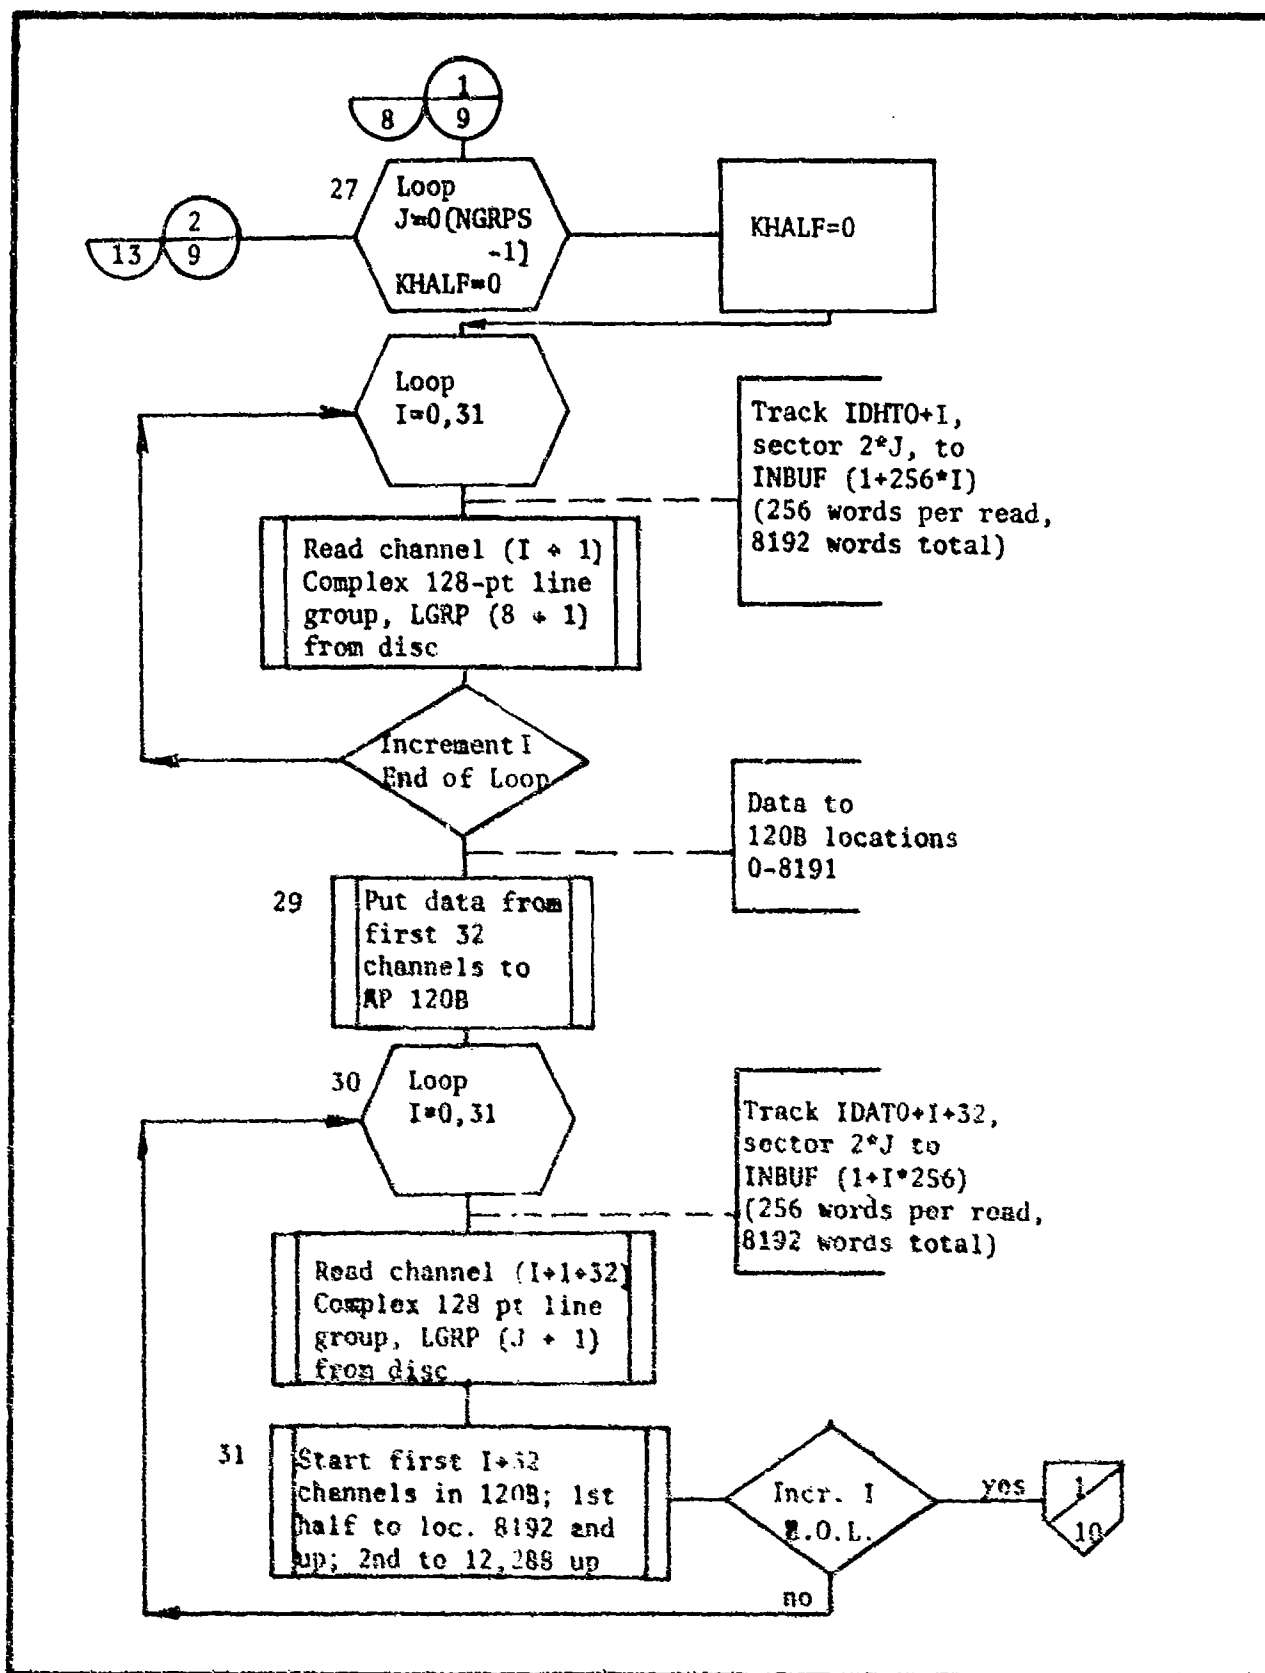 1
8 9
27
Loop
J=0(NGRPS
-1)
KHALF=0
KHALF=0
2
13 9
Loop
I=0,31
Track IDHTO+I,
sector 2*J, to
INBUF (1+256*I)
(256 words per read,
8192 words total)
Read channel (I + 1)
Complex 128-pt line
group, LGRP (8 + 1)
from disc
Increment I
End of Loop
Data to
120B locations
0-8191
29
Put data from
first 32
channels to
AP 120B
30
Loop
I=0,31
Track IDATO+I+32,
sector 2*J to
INBUF (1+I*256)
(256 words per read,
8192 words total)
Read channel (I+1+32)
Complex 128 pt line
group, LGRP (J + 1)
from disc
31
Start first I+32
channels in 120B; 1st
half to loc. 8192 and
up; 2nd to 12,288 up
Incr. I
E.O.L.
yes
1
10
no